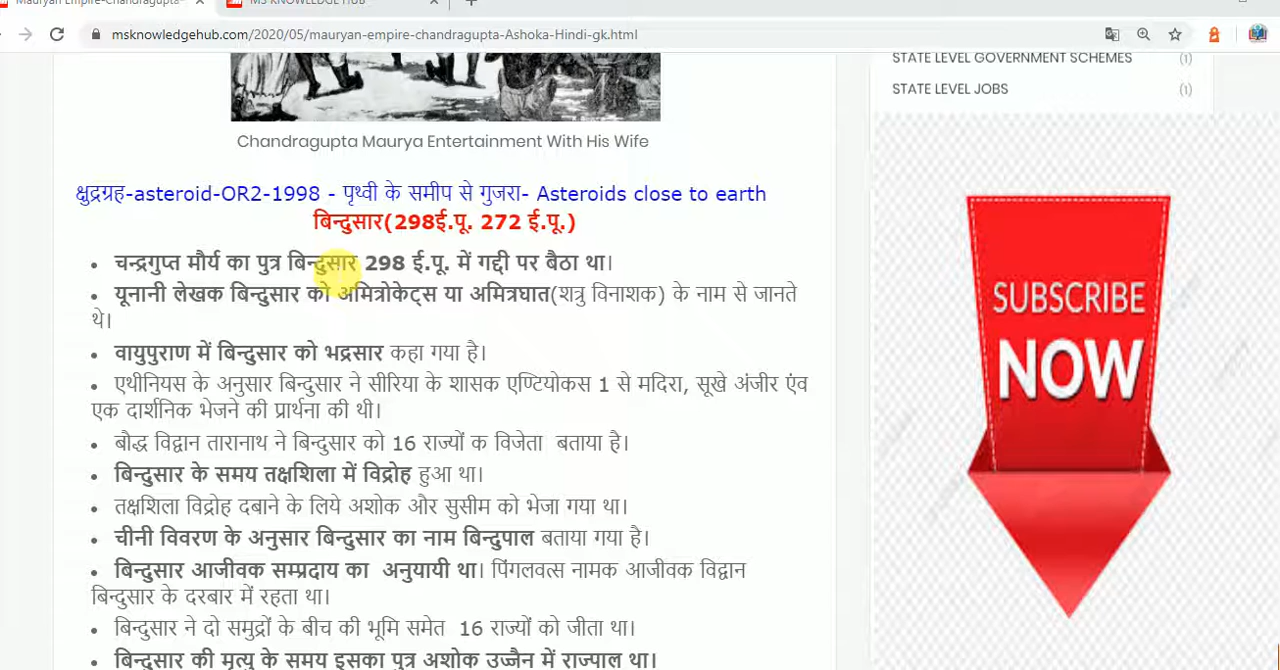 Mauryan Empire-Chandragupta-
MS KNOWLEDGE HUB
msknowledgehub.com/2020/05/mauryan-empire-chandragupta-Ashoka-Hindi-gk.html
STATE LEVEL GOVERNMENT SCHEMES (1)
STATE LEVEL JOBS (1)
Chandragupta Maurya Entertainment With His Wife
क्षुद्रग्रह-asteroid-OR2-1998 - पृथ्वी के समीप से गुजरा- Asteroids close to earth
बिन्दुसार(298ई.पू. 272 ई.पू.)
• चन्द्रगुप्त मौर्य का पुत्र बिन्दुसार 298 ई.पू. में गद्दी पर बैठा था।
• यूनानी लेखक बिन्दुसार को अमित्रोकेट्स या अमित्रघात(शत्रु विनाशक) के नाम से जानते
थे।
• वायुपुराण में बिन्दुसार को भद्रसार कहा गया है।
• एथीनियस के अनुसार बिन्दुसार ने सीरिया के शासक एण्टियोकस 1 से मदिरा, सूखे अंजीर एंव
एक दार्शनिक भेजने की प्रार्थना की थी।
• बौद्ध विद्वान तारानाथ ने बिन्दुसार को 16 राज्यों क विजेता बताया है।
• बिन्दुसार के समय तक्षशिला में विद्रोह हुआ था।
• तक्षशिला विद्रोह दबाने के लिये अशोक और सुसीम को भेजा गया था।
• चीनी विवरण के अनुसार बिन्दुसार का नाम बिन्दुपाल बताया गया है।
• बिन्दुसार आजीवक सम्प्रदाय का अनुयायी था। पिंगलवत्स नामक आजीवक विद्वान
बिन्दुसार के दरबार में रहता था।
• बिन्दुसार ने दो समुद्रों के बीच की भूमि समेत 16 राज्यों को जीता था।
• बिन्दुसार की मृत्यु के समय इसका पुत्र अशोक उज्जैन में राज्पाल था।
SUBSCRIBE
NOW